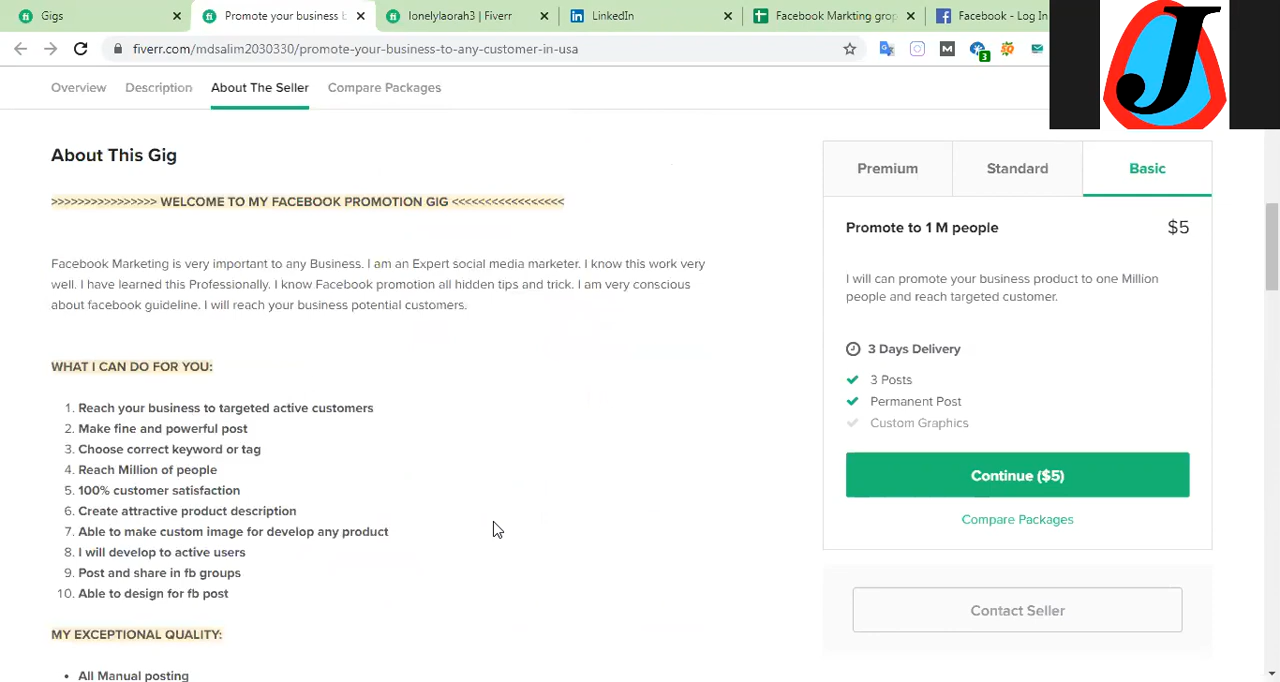 Gigs
Promote your business b
lonelylaorah3 | Fiverr
LinkedIn
Facebook Markting grop
Facebook - Log In
fiverr.com/mdsalim2030330/promote-your-business-to-any-customer-in-usa
3
J
Overview
Description
About The Seller
Compare Packages
About This Gig
>>>>>>>>>>>>>>>> WELCOME TO MY FACEBOOK PROMOTION GIG <<<<<<<<<<<<<<<<<
Facebook Marketing is very important to any Business. I am an Expert social media marketer. I know this work very
well. I have learned this Professionally. I know Facebook promotion all hidden tips and trick. I am very conscious
about facebook guideline. I will reach your business potential customers.
WHAT I CAN DO FOR YOU:
1. Reach your business to targeted active customers
2. Make fine and powerful post
3. Choose correct keyword or tag
4. Reach Million of people
5. 100% customer satisfaction
6. Create attractive product description
7. Able to make custom image for develop any product
8. I will develop to active users
9. Post and share in fb groups
10. Able to design for fb post
MY EXCEPTIONAL QUALITY:
• All Manual posting
Premium
Standard
Basic
Promote to 1 M people
$5
I will can promote your business product to one Million
people and reach targeted customer.
3 Days Delivery
3 Posts
Permanent Post
Custom Graphics
Continue ($5)
Compare Packages
Contact Seller